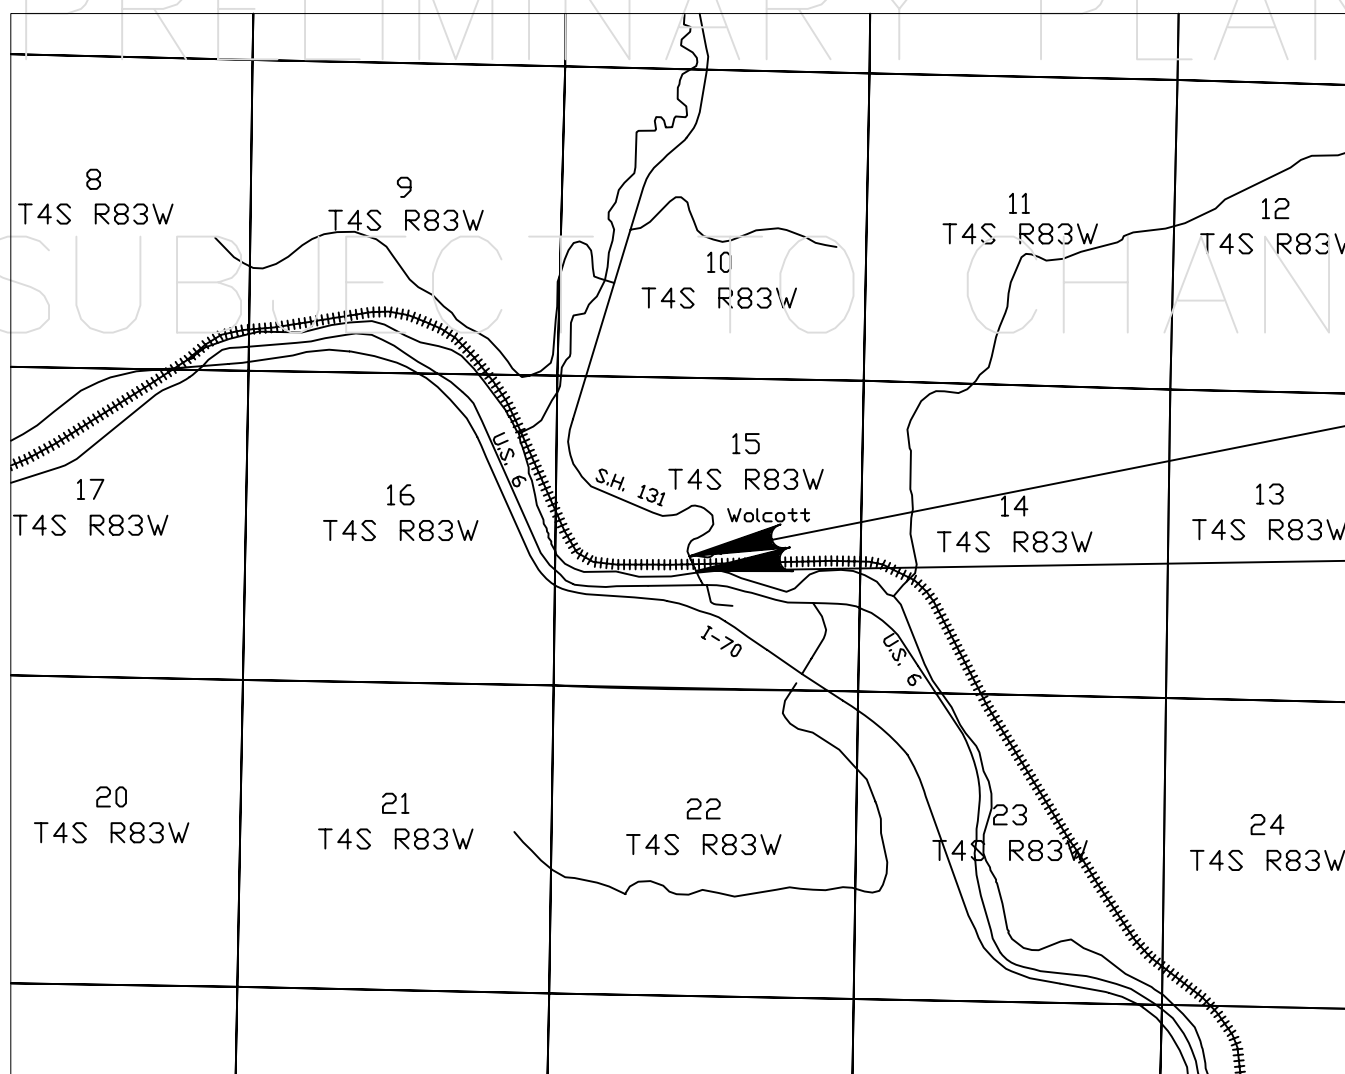 PRELIMINARY PLAN
8
T4S R83W
9
T4S R83W
10
T4S R83W
11
T4S R83W
12
T4S R83W
SUBJECT TO CHAN
15
T4S R83W
S.H. 131
Wolcott
U.S. 6
17
T4S R83W
16
T4S R83W
14
T4S R83W
13
T4S R83W
I-70
U.S. 6
20
T4S R83W
21
T4S R83W
22
T4S R83W
23
T4S R83W
24
T4S R83W